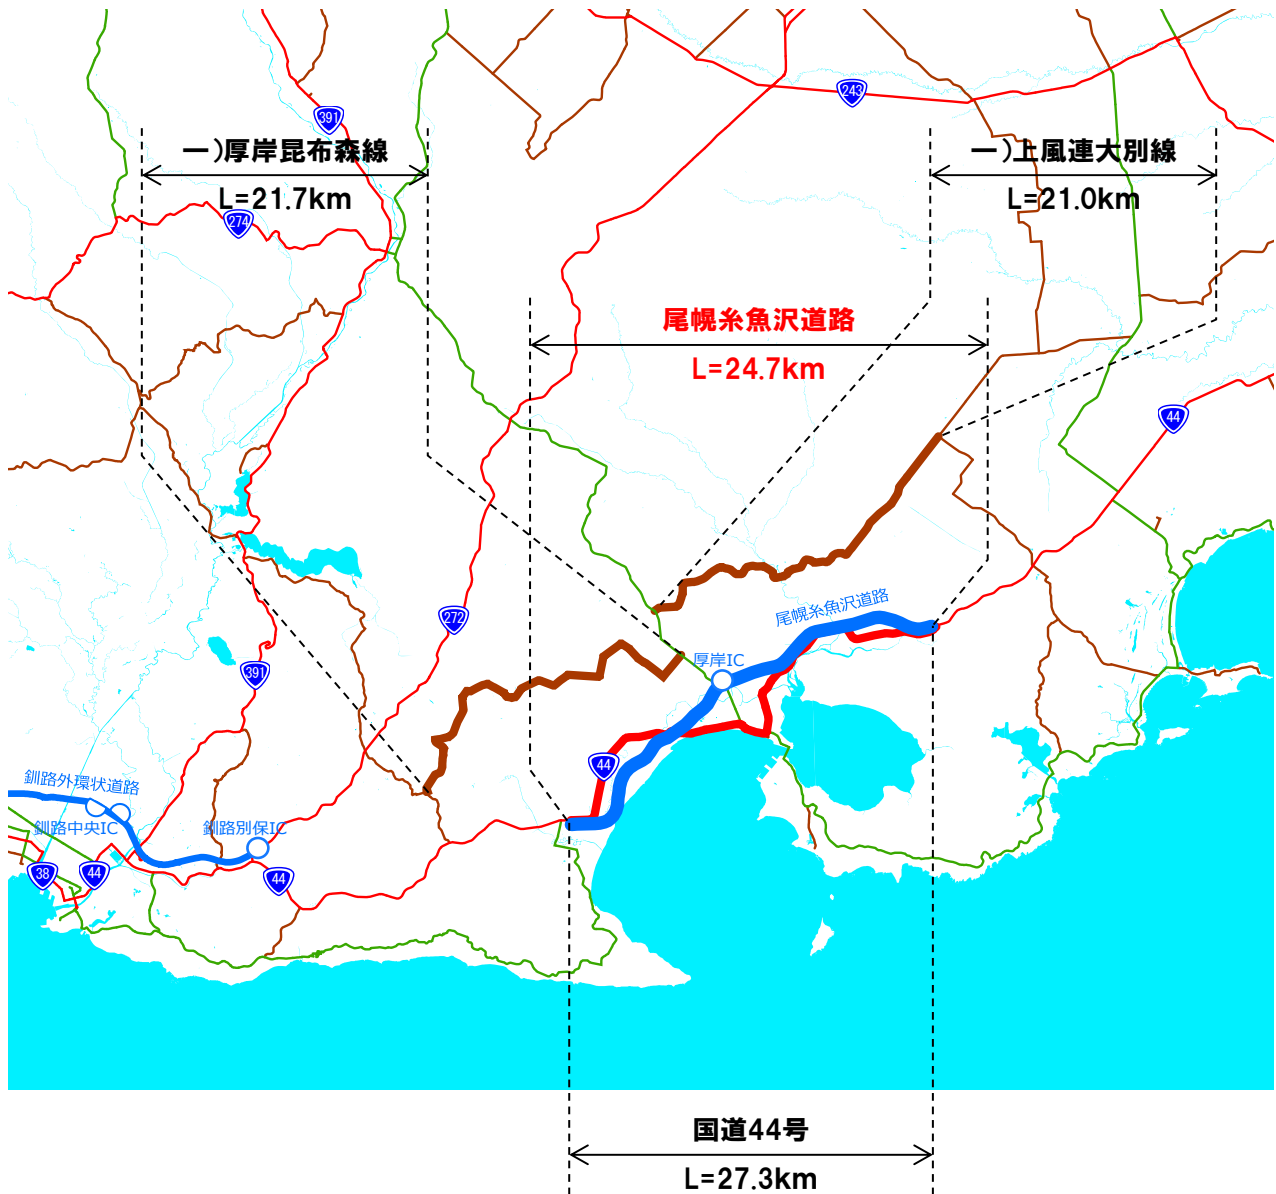 243
391
一)厚岸昆布森線
L=21.7km
一)上風連大別線
L=21.0km
274
尾幌糸魚沢道路
L=24.7km
44
272
尾幌糸魚沢道路
厚岸IC
391
44
釧路外環状道路
釧路中央IC
釧路別保IC
38
44
44
国道44号
L=27.3km